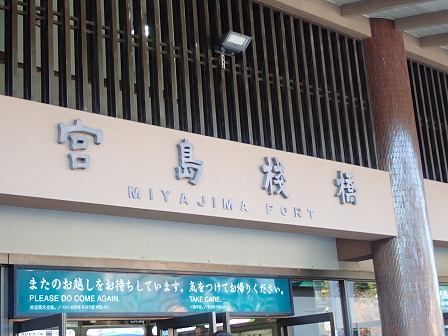 宮島桟橋
MIYAJIMA PORT
またのお越しをお待ちしています。気をつけてお帰りください。
PLEASE DO COME AGAIN. TAKE CARE.